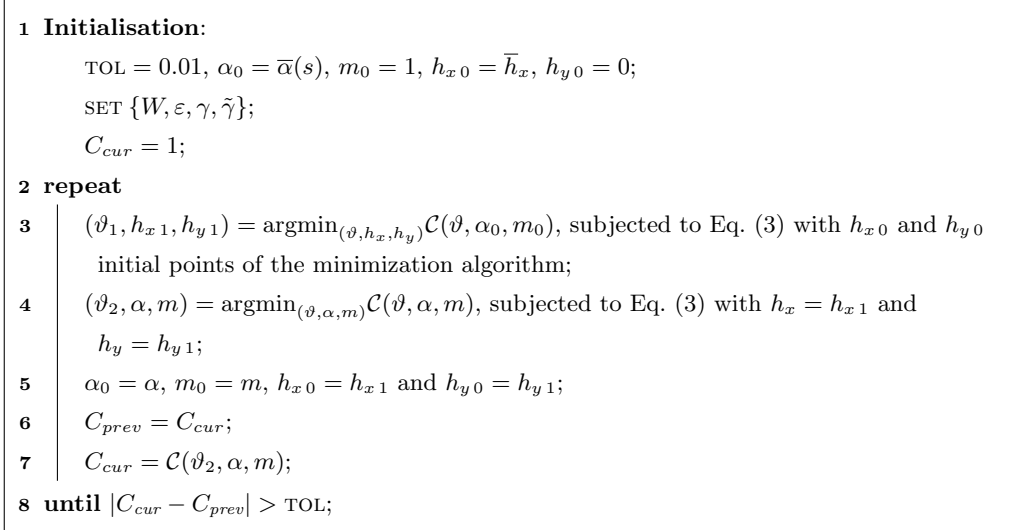 1 Initialisation:
TOL = 0.01, α₀ = α̅(s), m₀ = 1, hₓ ₀ = h̅ₓ, h_{y 0} = 0;
SET {W, ε, γ, γ̃};
C_{cur} = 1;
2 repeat
3 (ϑ₁, h_{x 1}, h_{y 1}) = argmin_{(ϑ,h_x,h_y)} 𝒞(ϑ, α₀, m₀), subjected to Eq. (3) with h_{x 0} and h_{y 0}
initial points of the minimization algorithm;
4 (ϑ₂, α, m) = argmin_{(ϑ,α,m)} 𝒞(ϑ, α, m), subjected to Eq. (3) with h_x = h_{x 1} and
h_y = h_{y 1};
5 α₀ = α, m₀ = m, h_{x 0} = h_{x 1} and h_{y 0} = h_{y 1};
6 C_{prev} = C_{cur};
7 C_{cur} = 𝒞(ϑ₂, α, m);
8 until |C_{cur} − C_{prev}| > TOL;